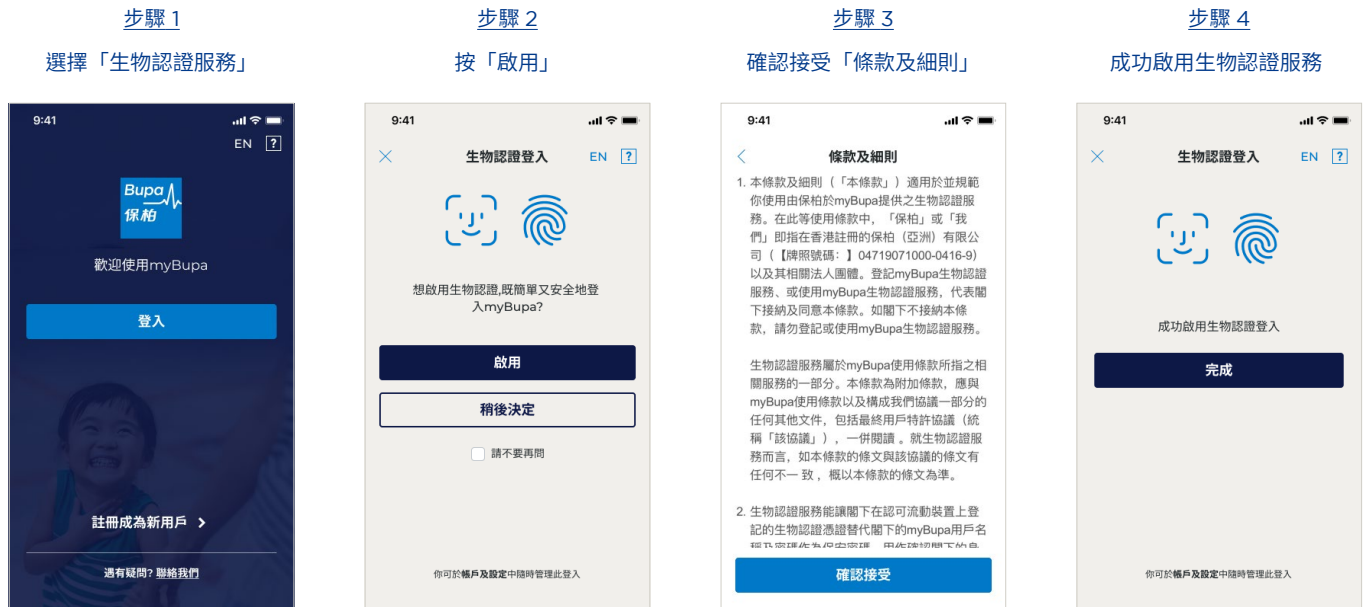 步驟 1
選擇「生物認證服務」
9:41
EN ?
Bupa
保柏
歡迎使用myBupa
登入
註冊成為新用戶 >
遇有疑問? 聯絡我們
步驟 2
按「啟用」
9:41
生物認證登入 EN ?
想啟用生物認證,既簡單又安全地登
入myBupa?
啟用
稍後決定
請不要再問
你可於帳戶及設定中隨時管理此登入
步驟 3
確認接受「條款及細則」
9:41
條款及細則
1. 本條款及細則（「本條款」）適用於並規範
你使用由保柏於myBupa提供之生物認證服
務。在此等使用條款中，「保柏」或「我
們」即指在香港註冊的保柏（亞洲）有限公
司（【牌照號碼：】04719071000-0416-9）
以及其相關法人團體。登記myBupa生物認證
服務、或使用myBupa生物認證服務，代表閣
下接納及同意本條款。如閣下不接納本條
款，請勿登記或使用myBupa生物認證服務。
生物認證服務屬於myBupa使用條款所指之相
關服務的一部分。本條款為附加條款，應與
myBupa使用條款以及構成我們協議一部分的
任何其他文件，包括最終用戶特許協議（統
稱「該協議」），一併閱讀 。就生物認證服
務而言，如本條款的條文與該協議的條文有
任何不一 致 ，概以本條款的條文為準。
2. 生物認證服務能讓閣下在認可流動裝置上登
記的生物認證憑證替代閣下的myBupa用戶名
稱及密碼作為保安密碼，用作確認閣下的身
確認接受
步驟 4
成功啟用生物認證服務
9:41
生物認證登入 EN ?
成功啟用生物認證登入
完成
你可於帳戶及設定中隨時管理此登入